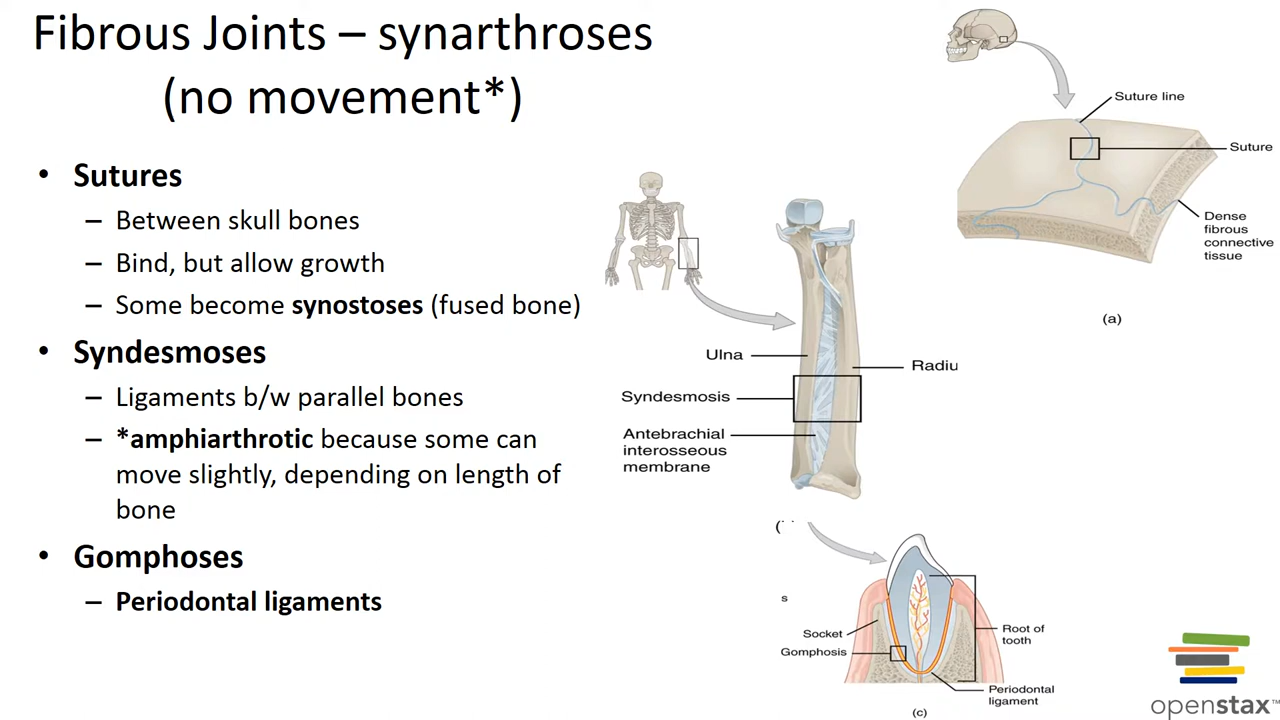 Fibrous Joints – synarthroses
(no movement*)
• Sutures
– Between skull bones
– Bind, but allow growth
– Some become synostoses (fused bone)
• Syndesmoses
– Ligaments b/w parallel bones
– *amphiarthrotic because some can
move slightly, depending on length of
bone
• Gomphoses
– Periodontal ligaments
Suture line
Suture
Dense
fibrous
connective
tissue
(a)
Ulna
Radiu
Syndesmosis
Antebrachial
interosseous
membrane
(
s
Socket
Gomphosis
Root of
tooth
Periodontal
ligament
(c)
openstax